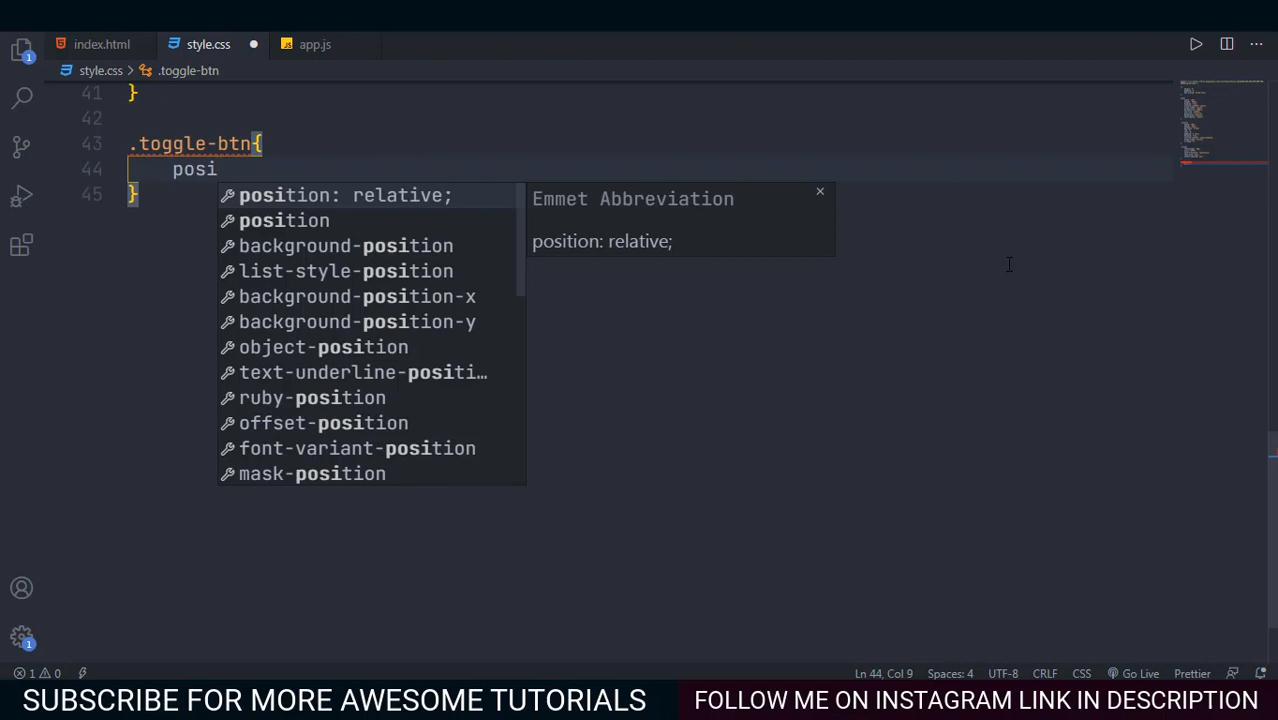 index.html
style.css
app.js
style.css > .toggle-btn
41 }
42
43 .toggle-btn{
44 posi
45 }
position: relative;
position
background-position
list-style-position
background-position-x
background-position-y
object-position
text-underline-positi…
ruby-position
offset-position
font-variant-position
mask-position
Emmet Abbreviation
position: relative;
1
1
1 0
Ln 44, Col 9
Spaces: 4
UTF-8
CRLF
CSS
Go Live
Prettier
SUBSCRIBE FOR MORE AWESOME TUTORIALS
FOLLOW ME ON INSTAGRAM LINK IN DESCRIPTION